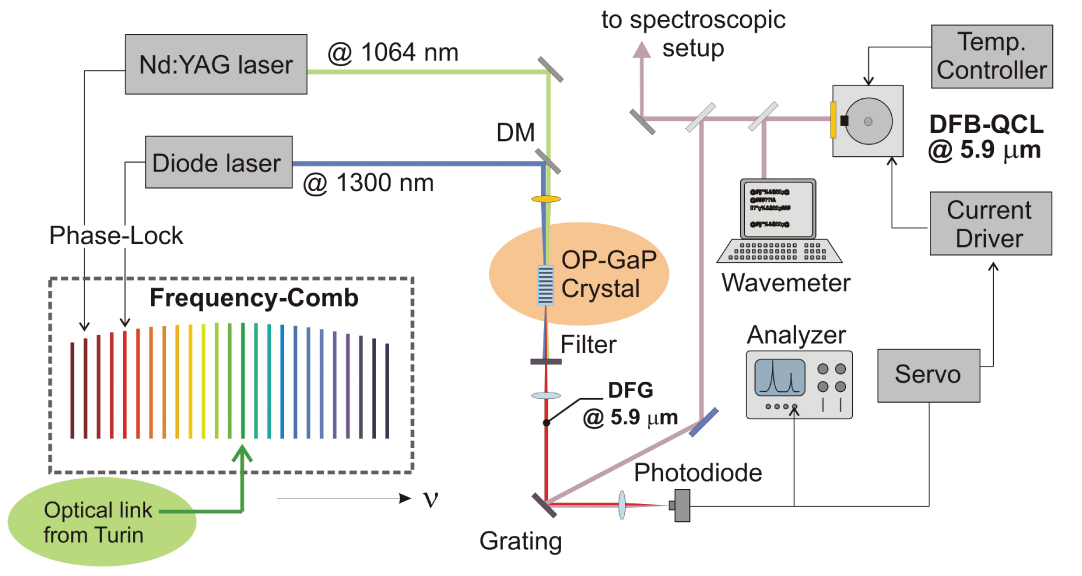 to spectroscopic
setup
Nd:YAG laser
@ 1064 nm
Temp.
Controller
DM
DFB-QCL
@ 5.9 μm
Diode laser
@ 1300 nm
Current
Driver
Phase-Lock
OP-GaP
Crystal
Wavemeter
Frequency-Comb
Filter
Analyzer
Servo
DFG
@ 5.9 μm
Photodiode
Optical link
from Turin
ν
Grating